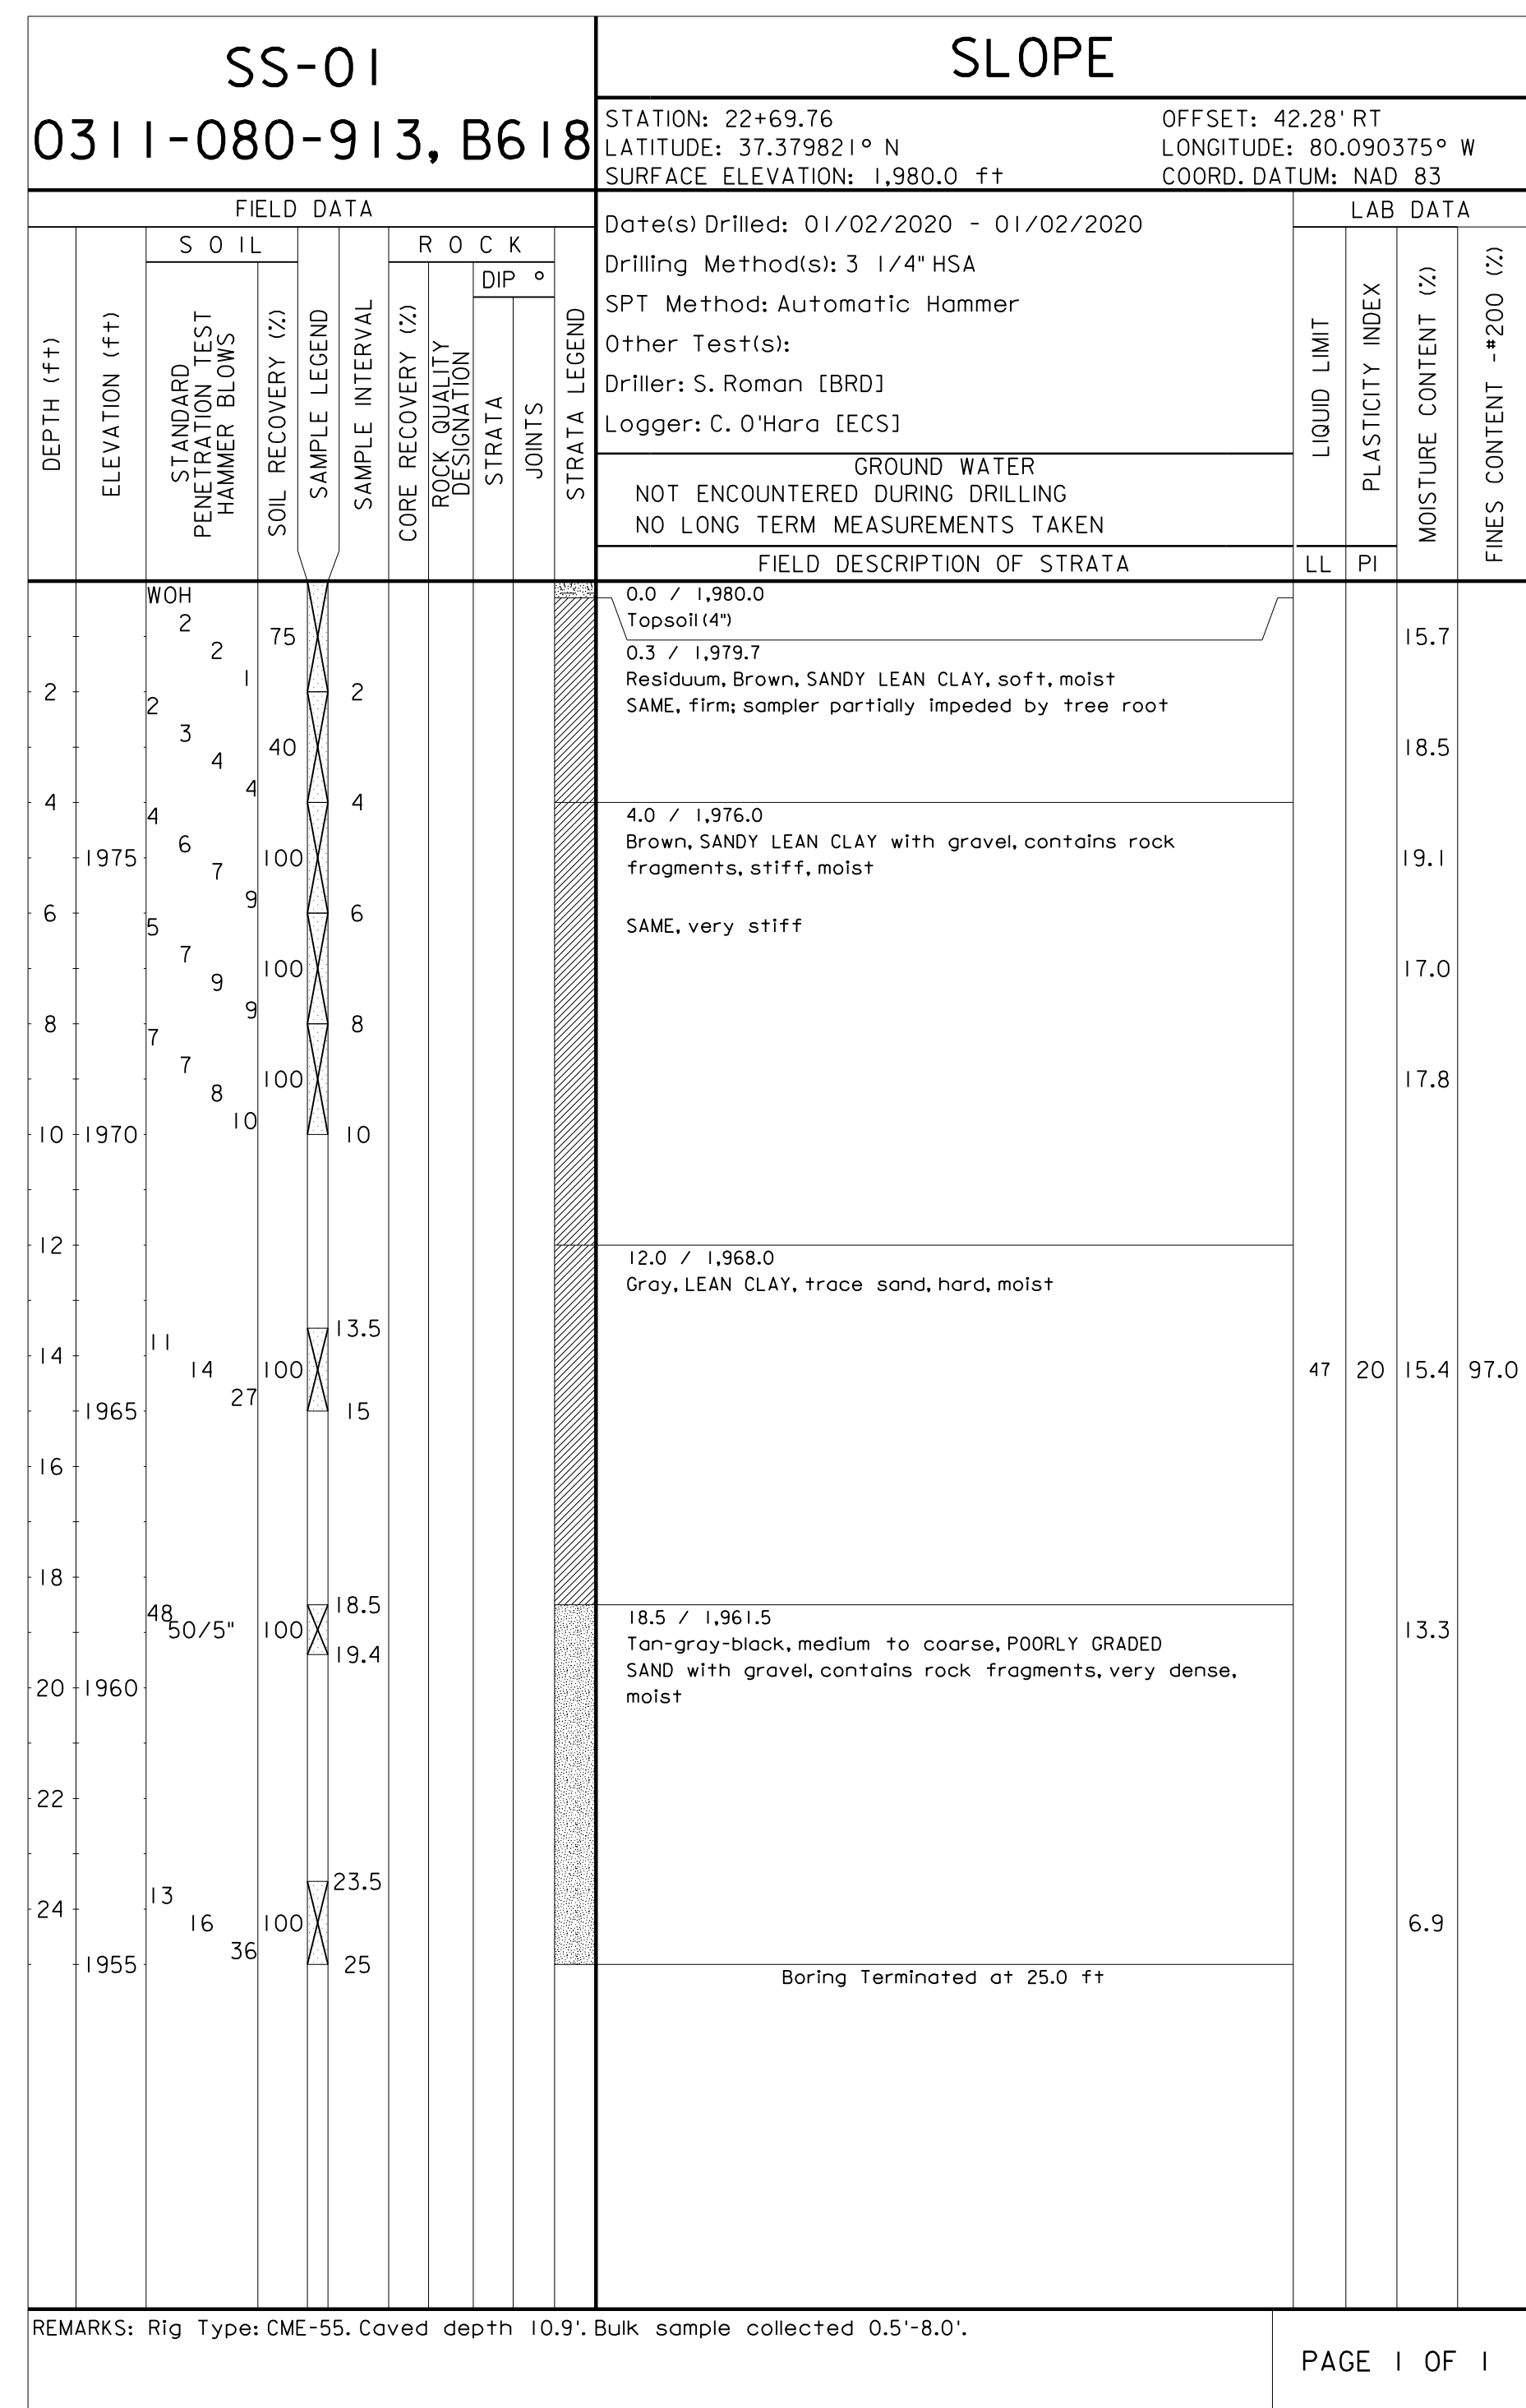 SS-01
0311-080-913, B618
SLOPE
STATION: 22+69.76
OFFSET: 42.28' RT
LATITUDE: 37.379821° N
LONGITUDE: 80.090375° W
SURFACE ELEVATION: 1,980.0 ft
COORD. DATUM: NAD 83
FIELD DATA
SOIL
ROCK
DIP °
DEPTH (ft)
ELEVATION (ft)
STANDARD
PENETRATION TEST
HAMMER BLOWS
SOIL RECOVERY (%)
SAMPLE LEGEND
SAMPLE INTERVAL
CORE RECOVERY (%)
ROCK QUALITY
DESIGNATION
STRATA
JOINTS
STRATA LEGEND
Date(s) Drilled: 01/02/2020 - 01/02/2020
Drilling Method(s): 3 1/4" HSA
SPT Method: Automatic Hammer
Other Test(s):
Driller: S. Roman [BRD]
Logger: C. O'Hara [ECS]
GROUND WATER
NOT ENCOUNTERED DURING DRILLING
NO LONG TERM MEASUREMENTS TAKEN
FIELD DESCRIPTION OF STRATA
LAB DATA
LIQUID LIMIT
PLASTICITY INDEX
MOISTURE CONTENT (%)
FINES CONTENT -#200 (%)
LL
PI
WOH
0.0 / 1,980.0
2
Topsoil (4")
75
15.7
2
0.3 / 1,979.7
1
Residuum, Brown, SANDY LEAN CLAY, soft, moist
2
2
2
SAME, firm; sampler partially impeded by tree root
3
40
18.5
4
4
4
4
4
4.0 / 1,976.0
6
Brown, SANDY LEAN CLAY with gravel, contains rock
1975
100
19.1
7
fragments, stiff, moist
9
6
6
5
SAME, very stiff
7
100
17.0
9
9
8
8
7
7
100
17.8
8
10
10
1970
10
12
12.0 / 1,968.0
Gray, LEAN CLAY, trace sand, hard, moist
13.5
11
14
14
100
47
20
15.4
97.0
27
1965
15
16
18
18.5
48
18.5 / 1,961.5
50/5"
100
13.3
Tan-gray-black, medium to coarse, POORLY GRADED
19.4
SAND with gravel, contains rock fragments, very dense,
20
1960
moist
22
23.5
13
24
16
100
6.9
36
1955
25
Boring Terminated at 25.0 ft
REMARKS: Rig Type: CME-55. Caved depth 10.9'. Bulk sample collected 0.5'-8.0'.
PAGE 1 OF 1